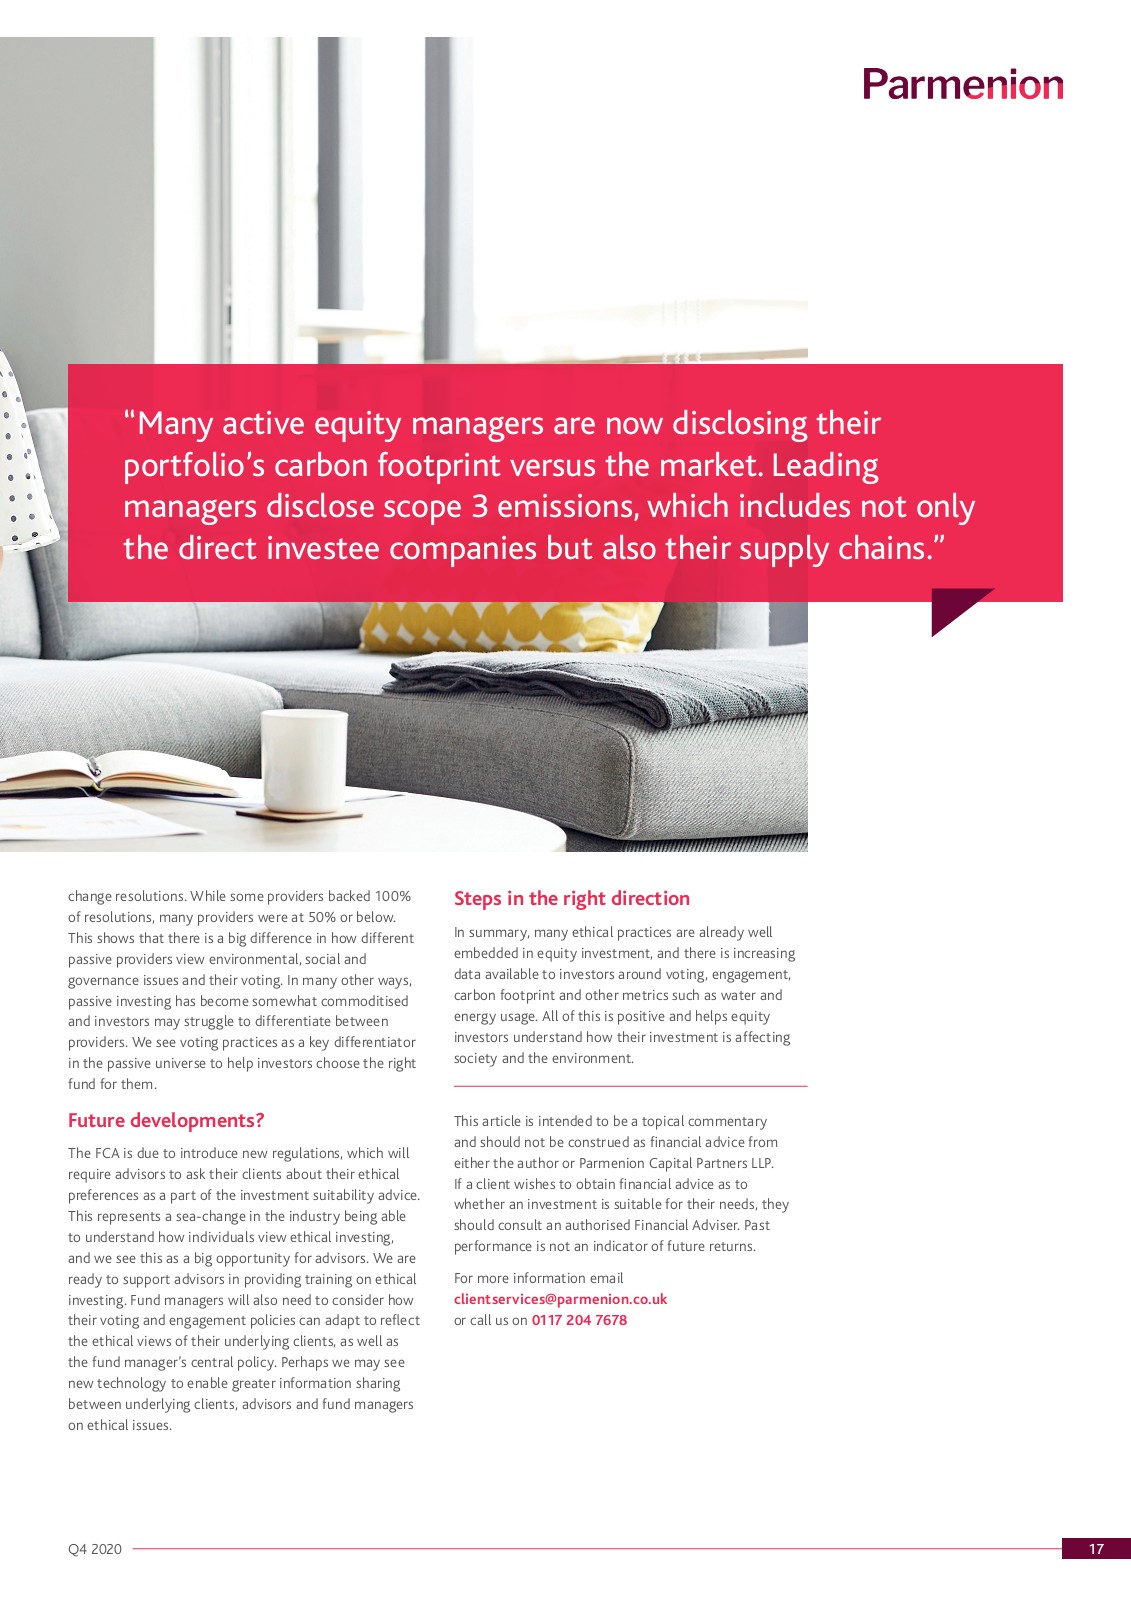 Parmenion
“Many active equity managers are now disclosing their
portfolio’s carbon footprint versus the market. Leading
managers disclose scope 3 emissions, which includes not only
the direct investee companies but also their supply chains.”
change resolutions. While some providers backed 100%
of resolutions, many providers were at 50% or below.
This shows that there is a big difference in how different
passive providers view environmental, social and
governance issues and their voting. In many other ways,
passive investing has become somewhat commoditised
and investors may struggle to differentiate between
providers. We see voting practices as a key differentiator
in the passive universe to help investors choose the right
fund for them.
Future developments?
The FCA is due to introduce new regulations, which will
require advisors to ask their clients about their ethical
preferences as a part of the investment suitability advice.
This represents a sea-change in the industry being able
to understand how individuals view ethical investing,
and we see this as a big opportunity for advisors. We are
ready to support advisors in providing training on ethical
investing. Fund managers will also need to consider how
their voting and engagement policies can adapt to reflect
the ethical views of their underlying clients, as well as
the fund manager’s central policy. Perhaps we may see
new technology to enable greater information sharing
between underlying clients, advisors and fund managers
on ethical issues.
Steps in the right direction
In summary, many ethical practices are already well
embedded in equity investment, and there is increasing
data available to investors around voting, engagement,
carbon footprint and other metrics such as water and
energy usage. All of this is positive and helps equity
investors understand how their investment is affecting
society and the environment.
This article is intended to be a topical commentary
and should not be construed as financial advice from
either the author or Parmenion Capital Partners LLP.
If a client wishes to obtain financial advice as to
whether an investment is suitable for their needs, they
should consult an authorised Financial Adviser. Past
performance is not an indicator of future returns.
For more information email
clientservices@parmenion.co.uk
or call us on 0117 204 7678
Q4 2020
17